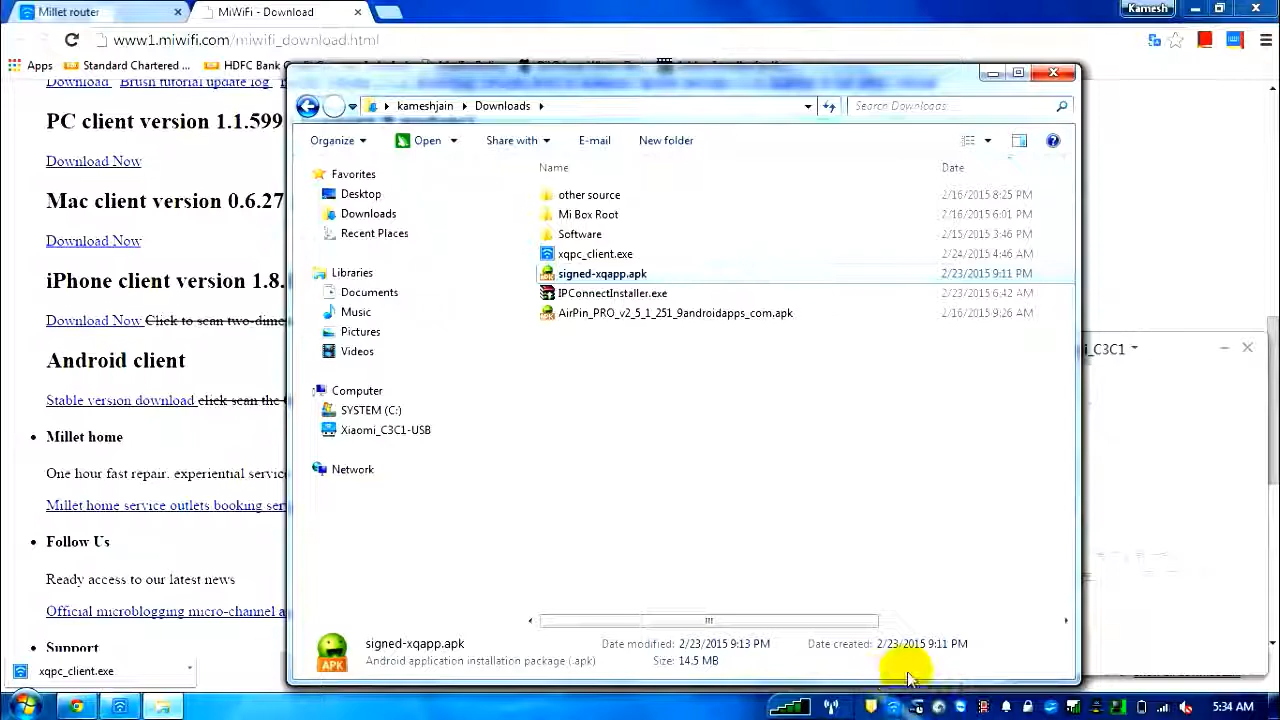 Millet router
MiWiFi - Download
Kamesh
www1.miwifi.com/miwifi_download.html
Apps
Standard Chartered ...
HDFC Bank
Download
Brush tutorial update log
PC client version 1.1.599
Download Now
Mac client version 0.6.27
Download Now
iPhone client version 1.8.
Download Now Click to scan two-dime
Android client
Stable version download click scan the
Millet home
One hour fast repair. experiential service
Millet home service outlets booking ser
Follow Us
Ready access to our latest news
Official microblogging micro-channel a
Support
xqpc_client.exe
kameshjain
Downloads
Search Downloads
Organize
Open
Share with
E-mail
New folder
Name
Date
Favorites
Desktop
Downloads
Recent Places
Libraries
Documents
Music
Pictures
Videos
Computer
SYSTEM (C:)
Xiaomi_C3C1-USB
Network
other source 2/16/2015 8:25 PM
Mi Box Root 2/16/2015 6:01 PM
Software 2/15/2015 3:46 PM
xqpc_client.exe 2/24/2015 4:46 AM
signed-xqapp.apk 2/23/2015 9:11 PM
IPConnectInstaller.exe 2/23/2015 6:42 AM
AirPin_PRO_v2_5_1_251_9androidapps_com.apk 2/16/2015 9:26 AM
i_C3C1
signed-xqapp.apk
Date modified: 2/23/2015 9:13 PM
Date created: 2/23/2015 9:11 PM
Android application installation package (.apk)
Size: 14.5 MB
APK
5:34 AM